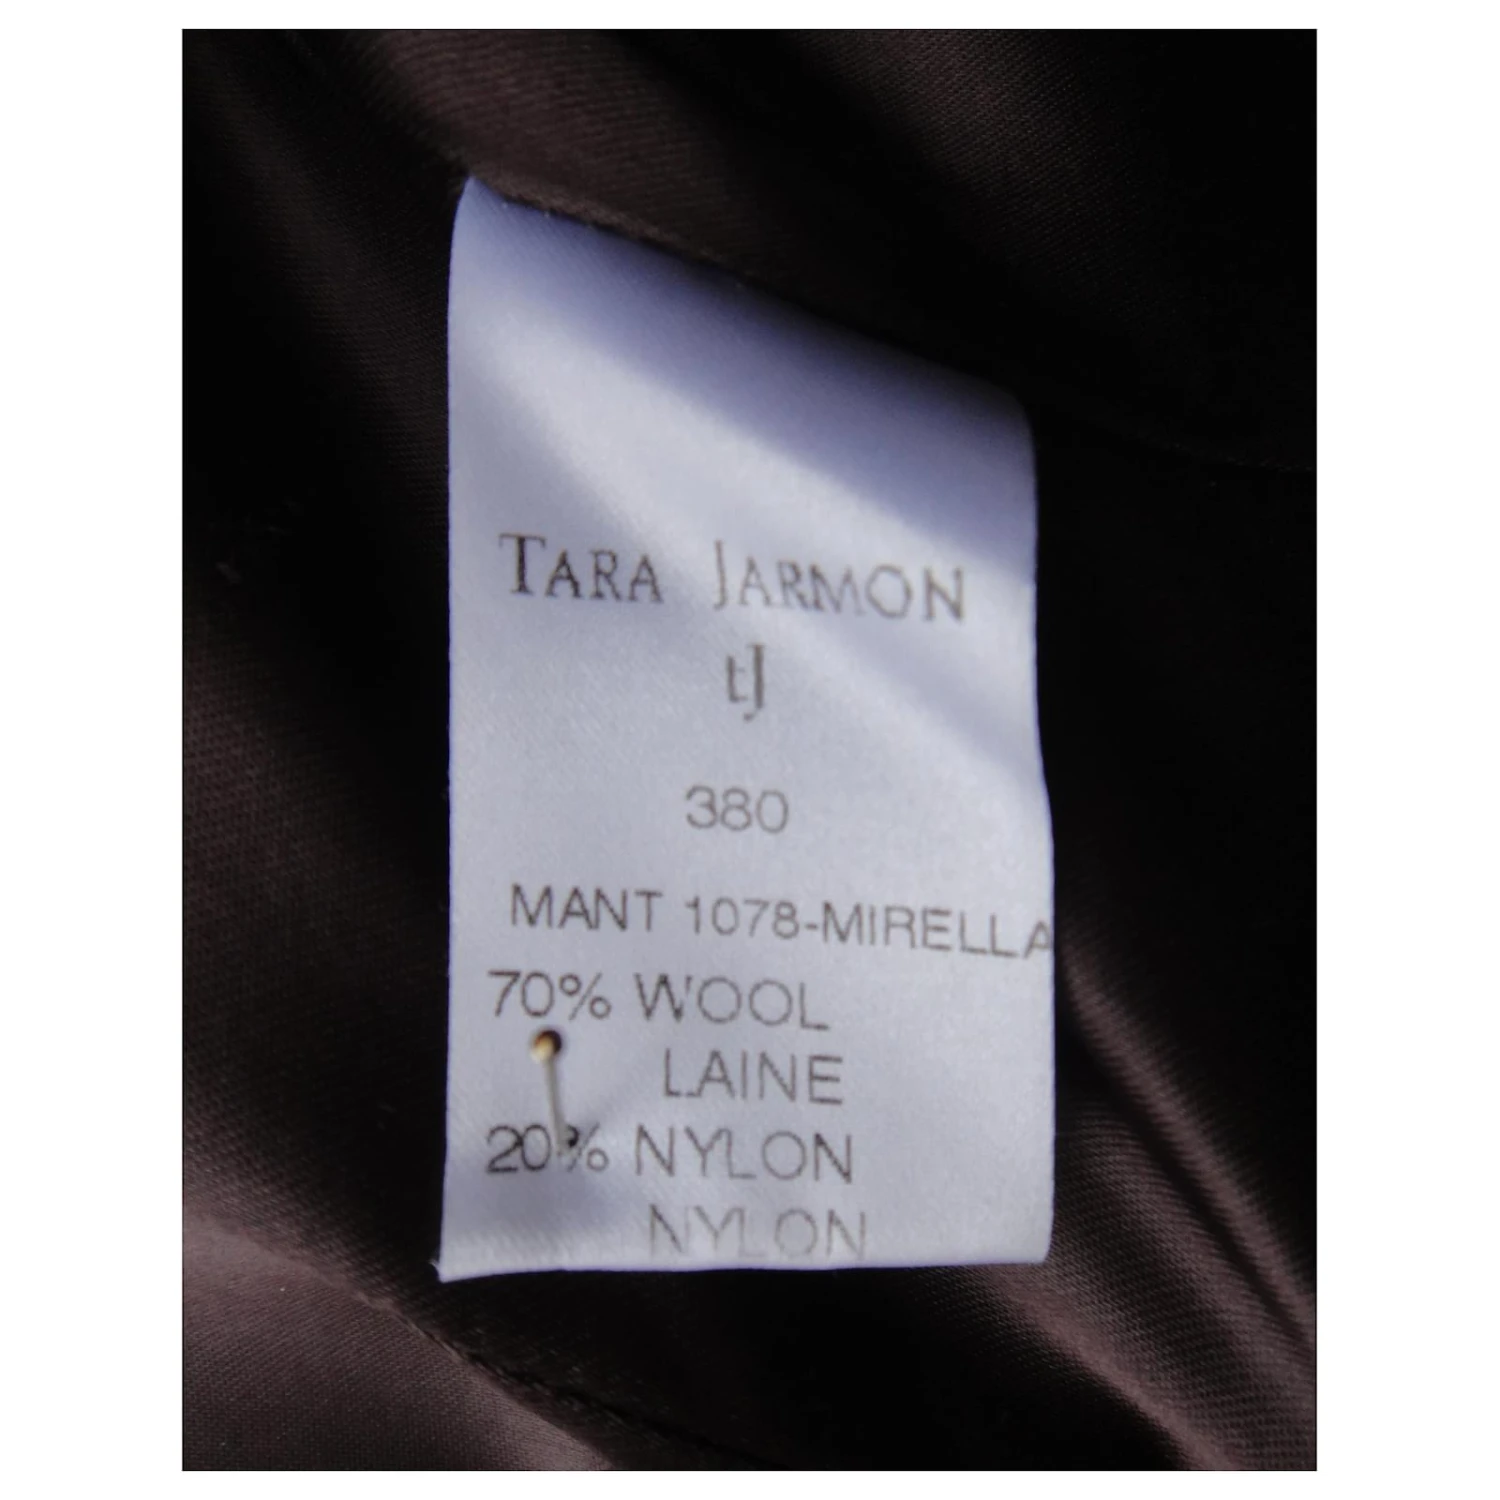 TARA JARMON
tJ
380
MANT 1078-MIRELLA
70% WOOL
LAINE
20% NYLON
NYLON